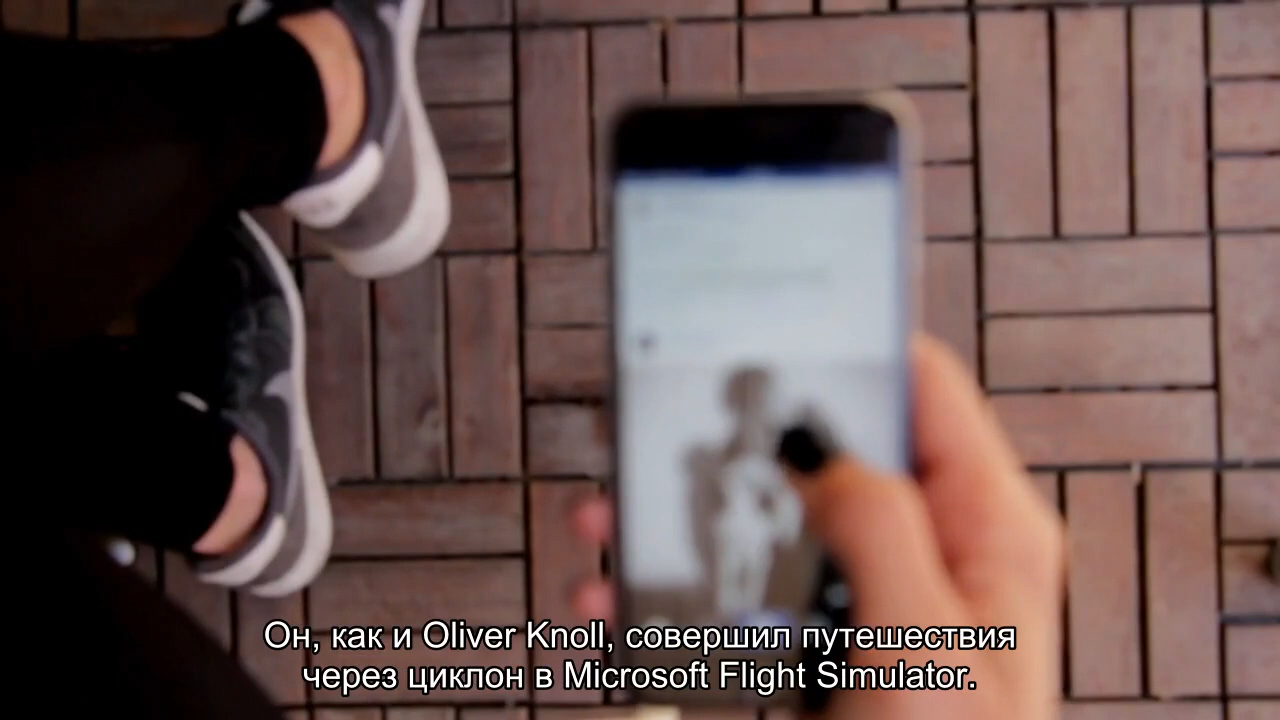 Он, как и Oliver Knoll, совершил путешествия
через циклон в Microsoft Flight Simulator.